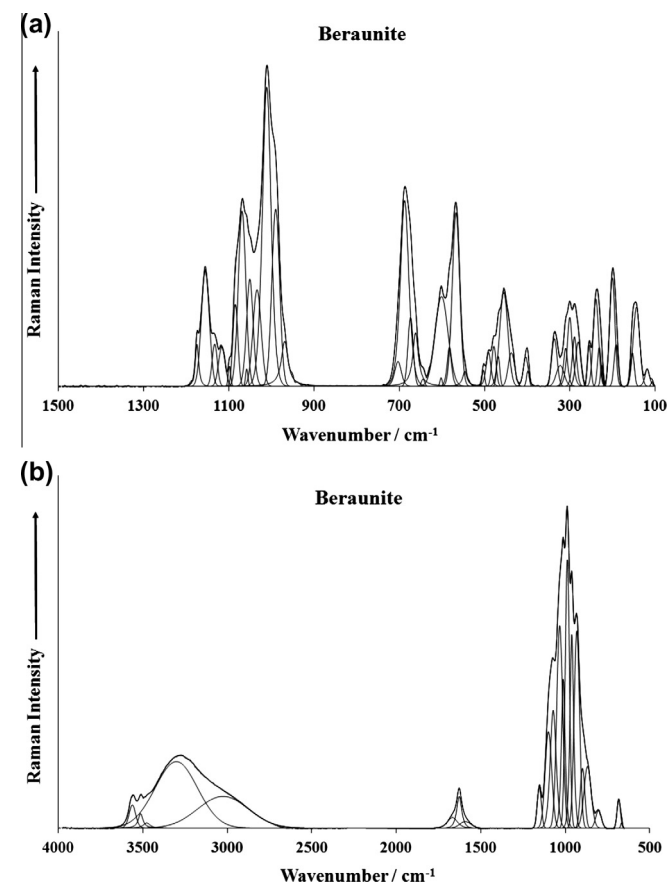 (a)
Beraunite
Raman Intensity
1500 1300 1100 900 700 500 300 100
Wavenumber / cm-1
(b)
Beraunite
Raman Intensity
4000 3500 3000 2500 2000 1500 1000 500
Wavenumber / cm-1